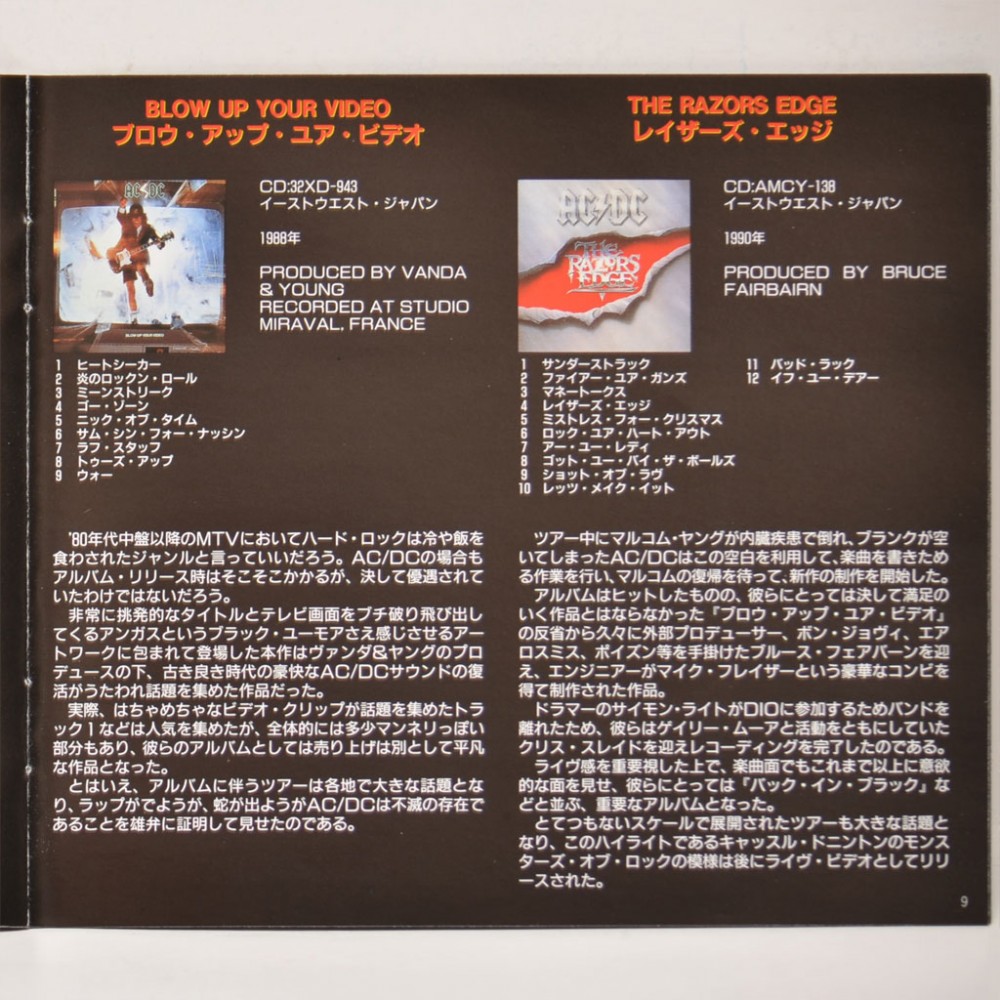 BLOW UP YOUR VIDEO
ブロウ・アップ・ユア・ビデオ
AC/DC
BLOW UP YOUR VIDEO
CD:32XD-943
イーストウエスト・ジャパン
1988年
PRODUCED BY VANDA
& YOUNG
RECORDED AT STUDIO
MIRAVAL, FRANCE
1 ヒートシーカー
2 炎のロックン・ロール
3 ミーンストリーク
4 ゴー・ゾーン
5 ニック・オブ・タイム
6 サム・シン・フォー・ナッシン
7 ラフ・スタッフ
8 トゥーズ・アップ
9 ウォー
'80年代中盤以降のMTVにおいてハード・ロックは冷や飯を
食わされたジャンルと言っていいだろう。AC/DCの場合も
アルバム・リリース時はそこそこかかるが、決して優遇されて
いたわけではないだろう。
非常に挑発的なタイトルとテレビ画面をブチ破り飛び出し
てくるアンガスというブラック・ユーモアさえ感じさせるアー
トワークに包まれて登場した本作はヴァンダ&ヤングのプロ
デュースの下、古き良き時代の豪快なAC/DCサウンドの復
活がうたわれ話題を集めた作品だった。
実際、はちゃめちゃなビデオ・クリップが話題を集めたト
ラック1などは人気を集めたが、全体的には多少マンネリっぽい
部分もあり、彼らのアルバムとしては売り上げは別として平凡
な作品となった。
とはいえ、アルバムに伴うツアーは各地で大きな話題とな
り、ラップがでようが、蛇が出ようがAC/DCは不滅の存在で
あることを雄弁に証明して見せたのである。
THE RAZORS EDGE
レイザーズ・エッジ
AC/DC
THE
RAZORS
EDGE
CD:AMCY-138
イーストウエスト・ジャパン
1990年
PRODUCED BY BRUCE
FAIRBAIRN
1 サンダーストラック
2 ファイアー・ユア・ガンズ
3 マネートークス
4 レイザーズ・エッジ
5 ミストレス・フォー・クリスマス
6 ロック・ユア・ハート・アウト
7 アー・ユー・レディ
8 ゴット・ユー・バイ・ザ・ボールズ
9 ショット・オブ・ラヴ
10 レッツ・メイク・イット
11 バッド・ラック
12 イフ・ユー・デアー
ツアー中にマルコム・ヤングが内臓疾患で倒れ、ブランクが空
いてしまったAC/DCはこの空白を利用して、楽曲を書きため
る作業を行い、マルコムの復帰を待って、新作の制作を開始した。
アルバムはヒットしたものの、彼らにとっては決して満足の
いく作品とはならなかった『ブロウ・アップ・ユア・ビデオ』
の反省から久々に外部プロデューサー、ボン・ジョヴィ、エア
ロスミス、ポイズン等を手掛けたブルース・フェアバーンを迎
え、エンジニアーがマイク・フレイザーという豪華なコンビを
得て制作された作品。
ドラマーのサイモン・ライトがDIOに参加するためバンドを
離れたため、彼らはゲイリー・ムーアと活動をともにしていた
クリス・スレイドを迎えレコーディングを完了したのである。
ライヴ感を重要視した上で、楽曲面でもこれまで以上に意欲
的な面を見せ、彼らにとっては『バック・イン・ブラック』な
どと並ぶ、重要なアルバムとなった。
とてつもないスケールで展開されたツアーも大きな話題と
なり、このハイライトであるキャッスル・ドニントンのモンス
ターズ・オブ・ロックの模様は後にライヴ・ビデオとしてリリ
ースされた。
9